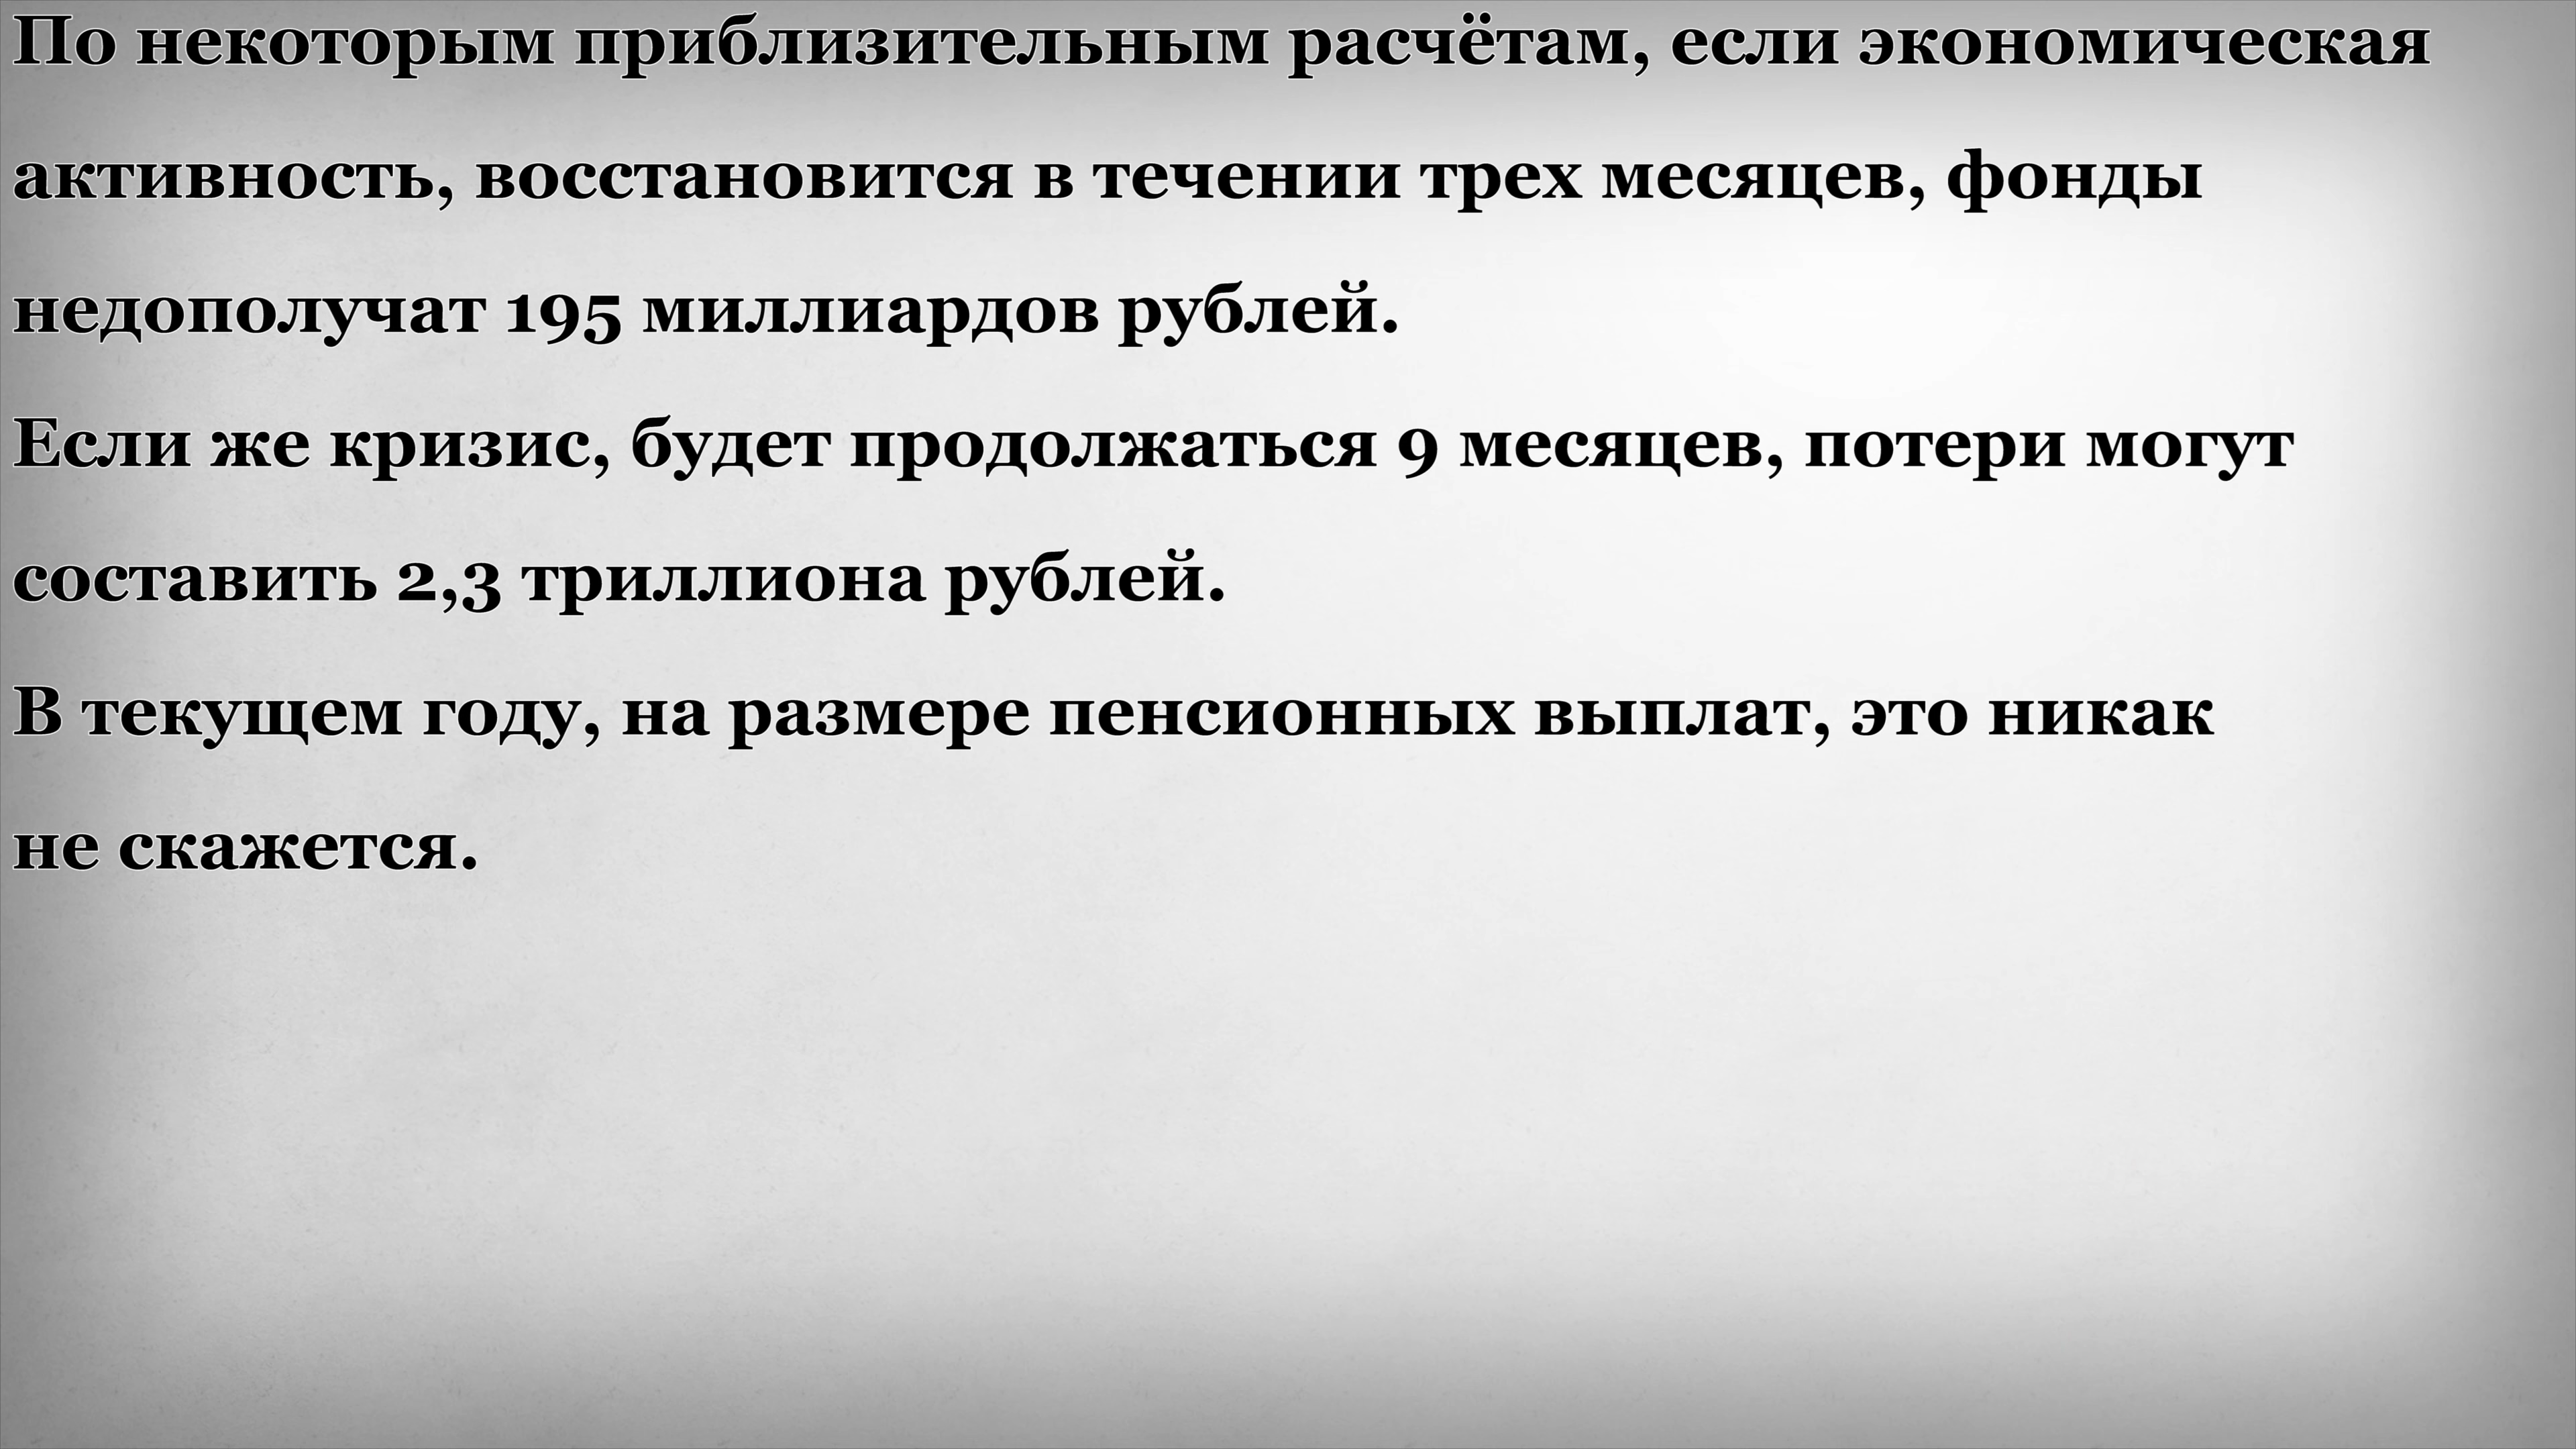 По некоторым приблизительным расчётам, если экономическая
активность, восстановится в течении трех месяцев, фонды
недополучат 195 миллиардов рублей.
Если же кризис, будет продолжаться 9 месяцев, потери могут
составить 2,3 триллиона рублей.
В текущем году, на размере пенсионных выплат, это никак
не скажется.